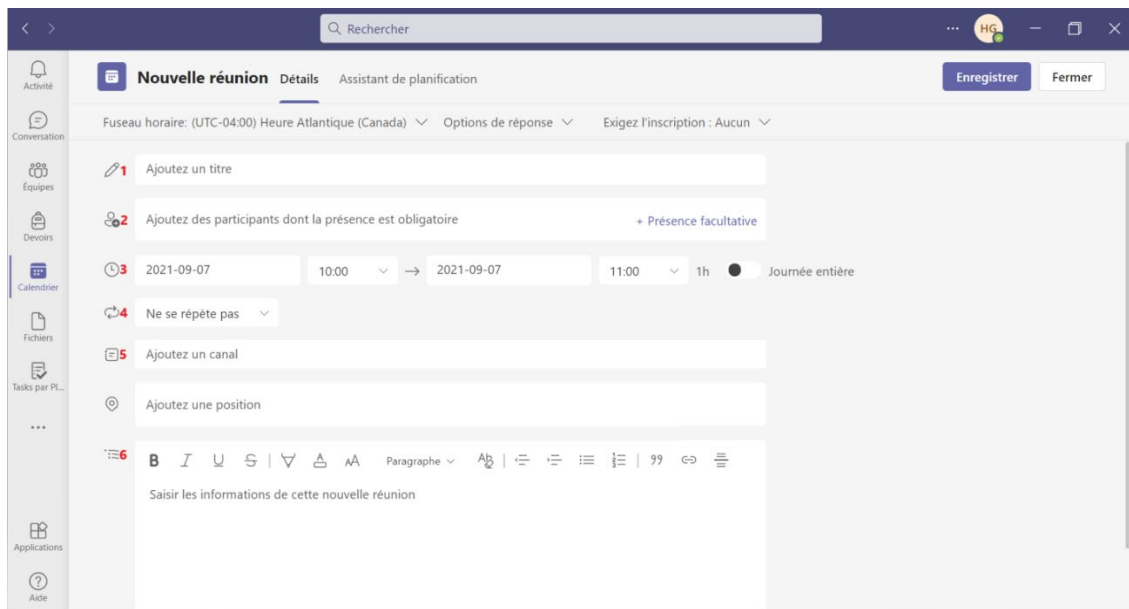 Rechercher
HG
Activité
Nouvelle réunion Détails Assistant de planification Enregistrer Fermer
Conversation
Fuseau horaire: (UTC-04:00) Heure Atlantique (Canada) Options de réponse Exigez l'inscription : Aucun
Équipes
1 Ajoutez un titre
Devoirs
2 Ajoutez des participants dont la présence est obligatoire + Présence facultative
Calendrier
3 2021-09-07 10:00 → 2021-09-07 11:00 1h Journée entière
Fichiers
4 Ne se répète pas
5 Ajoutez un canal
Tasks par Pl...
Ajoutez une position
6 B I U S A AA Paragraphe Ab 99
Saisir les informations de cette nouvelle réunion
Applications
Aide